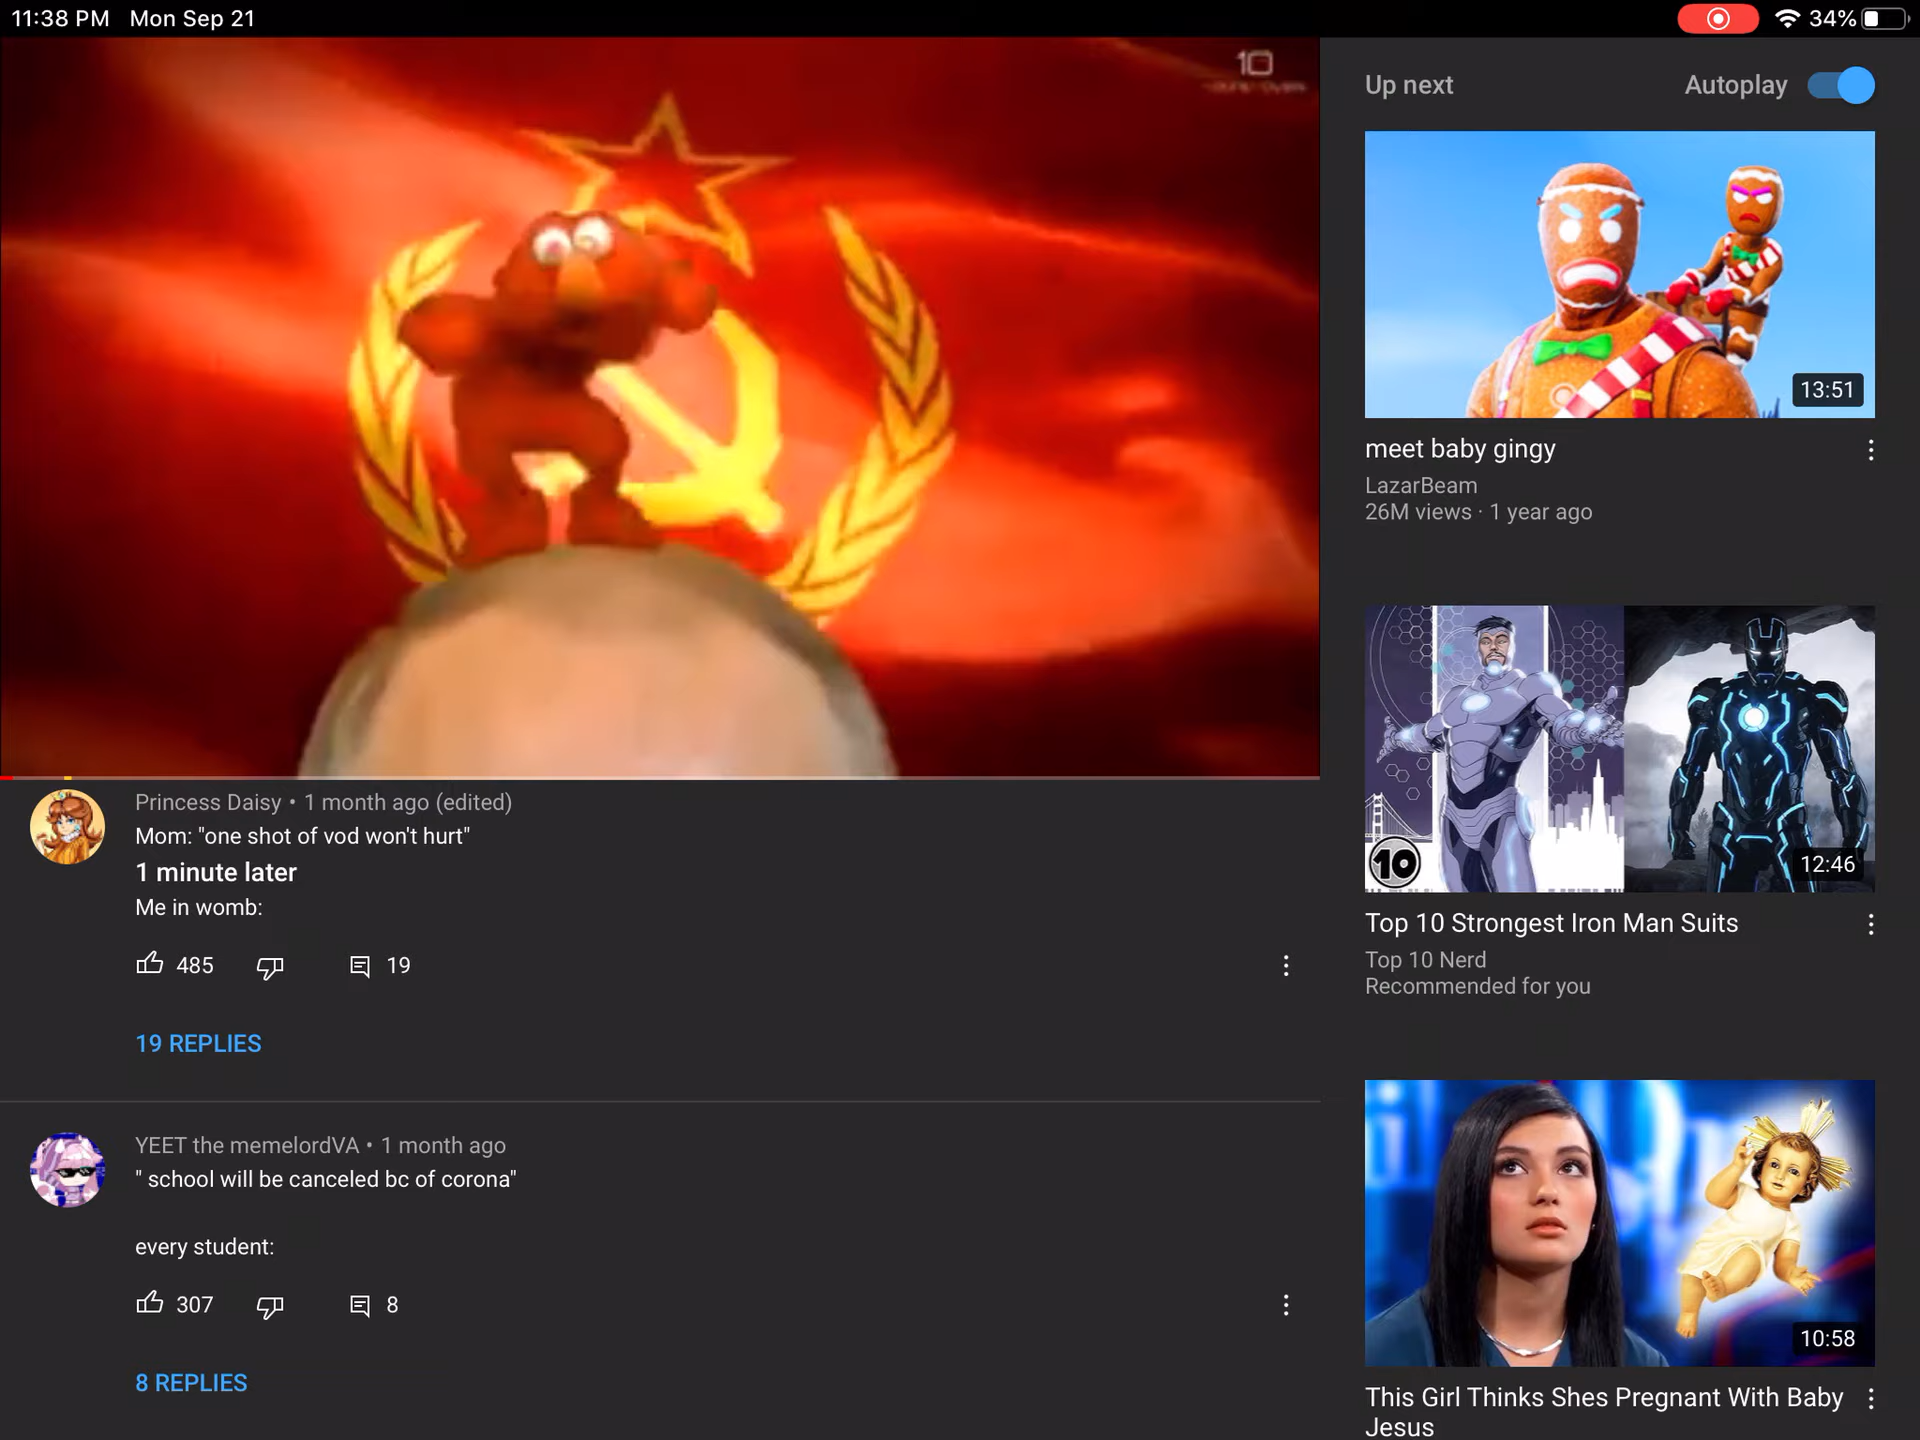 11:38 PM Mon Sep 21
34%
10
Up next
Autoplay
13:51
meet baby gingy
LazarBeam
26M views · 1 year ago
10
12:46
Top 10 Strongest Iron Man Suits
Top 10 Nerd
Recommended for you
10:58
This Girl Thinks Shes Pregnant With Baby
Jesus
Princess Daisy • 1 month ago (edited)
Mom: "one shot of vod won't hurt"
1 minute later
Me in womb:
485
19
19 REPLIES
YEET the memelordVA • 1 month ago
" school will be canceled bc of corona"
every student:
307
8
8 REPLIES